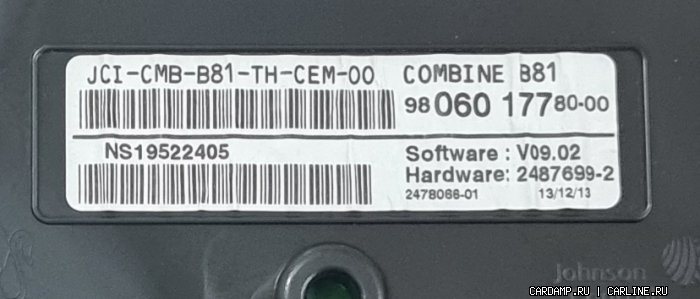 JCI-CMB-B81-TH-CEM-00 COMBINE B81
98 060 177 80-00
NS19522405 Software : V09.02
Hardware: 2487699-2
2478066-01 13/12/13
Johnson
CARDAMP.RU | CARLINE.RU